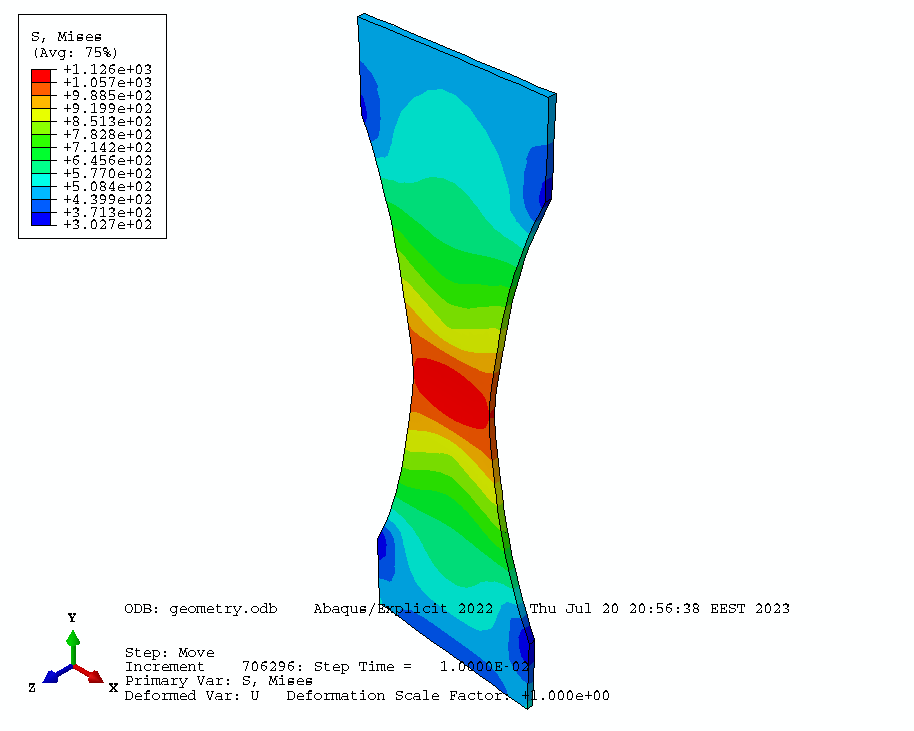 S, Mises
(Avg: 75%)
+1.126e+03
+1.057e+03
+9.885e+02
+9.199e+02
+8.513e+02
+7.828e+02
+7.142e+02
+6.456e+02
+5.770e+02
+5.084e+02
+4.399e+02
+3.713e+02
+3.027e+02
ODB: geometry.odb    Abaqus/Explicit 2022    Thu Jul 20 20:56:38 EEST 2023
Y
Z
X
Step: Move
Increment    706296: Step Time =    1.0000E-02
Primary Var: S, Mises
Deformed Var: U   Deformation Scale Factor: +1.000e+00